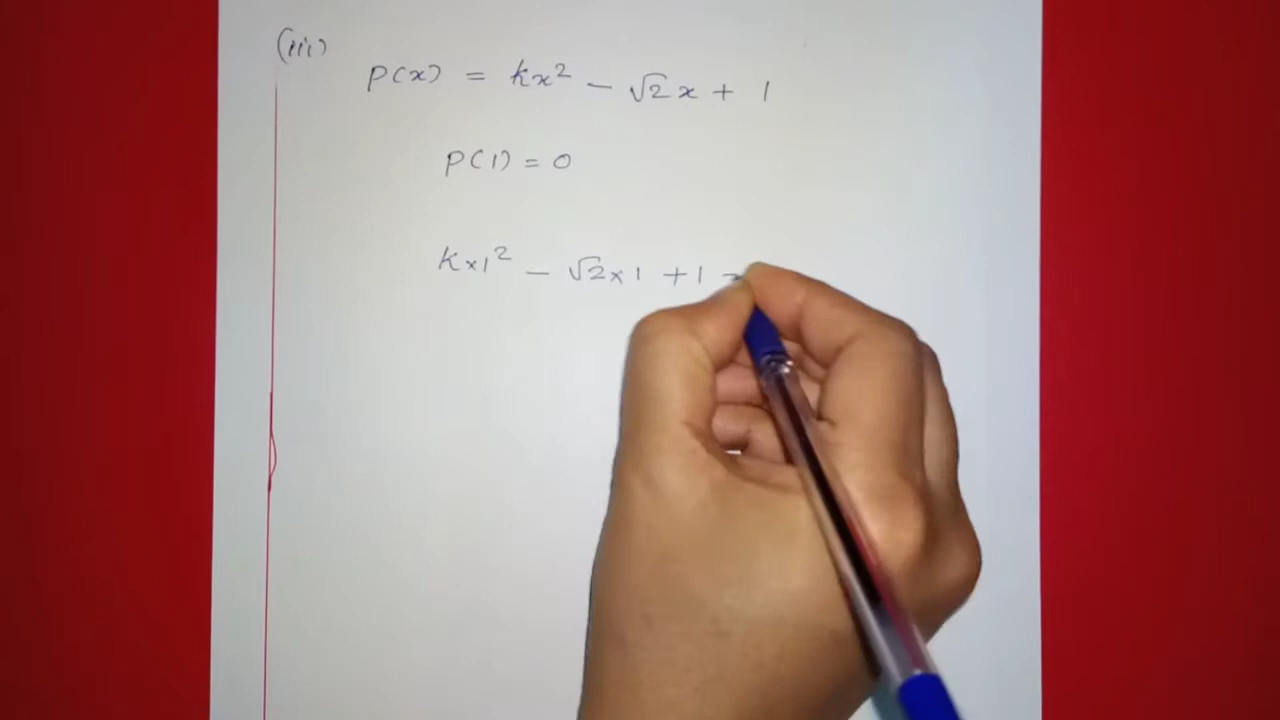 (iii)
P(x) = kx² - √2x + 1
P(1) = 0
k×1² - √2×1 + 1 =